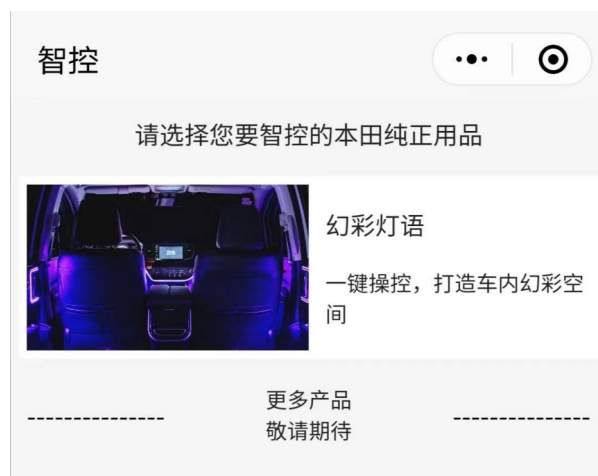 智控
请选择您要智控的本田纯正用品
幻彩灯语
一键操控，打造车内幻彩空
间
更多产品
敬请期待